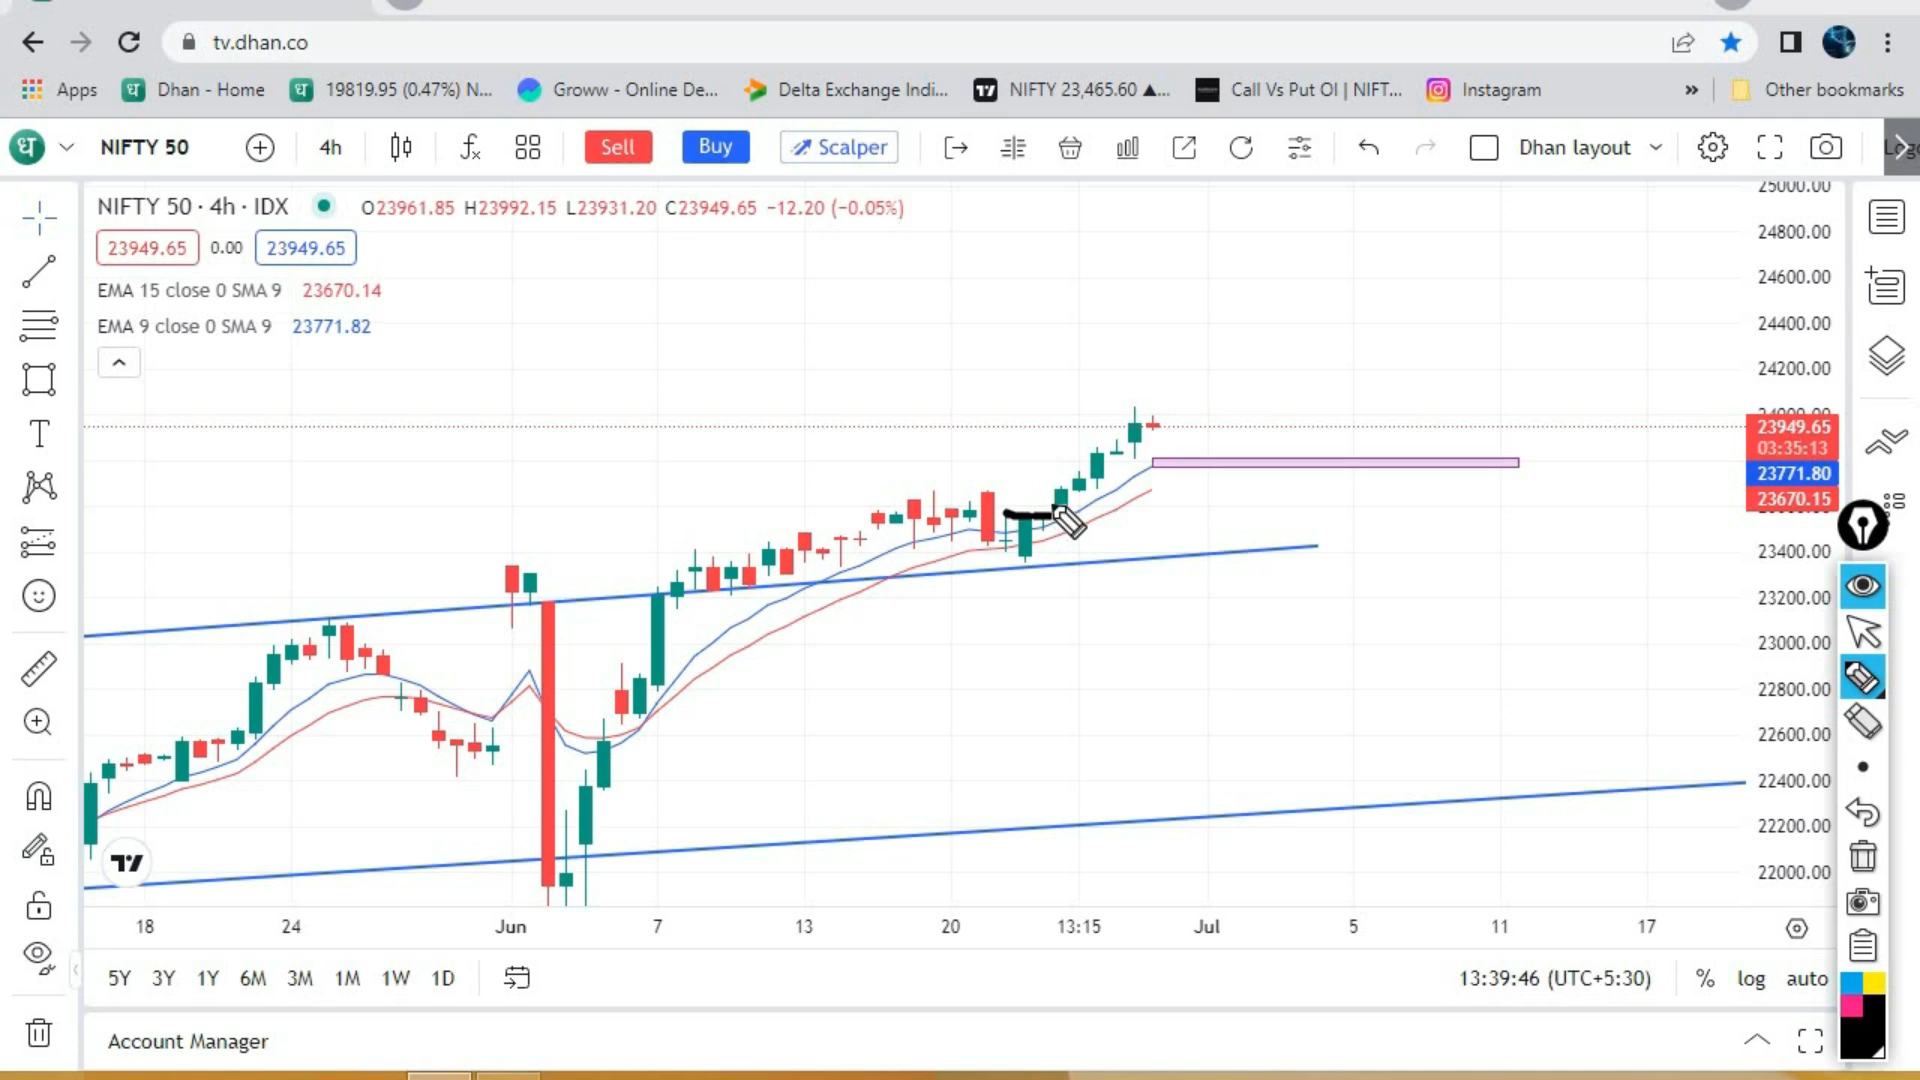 tv.dhan.co
Apps
Dhan - Home
19819.95 (0.47%) N...
Groww - Online De...
Delta Exchange Indi...
NIFTY 23,465.60 ▲...
Call Vs Put OI | NIFT...
Instagram
»
Other bookmarks
NIFTY 50
4h
Sell
Buy
Scalper
Dhan layout
NIFTY 50 · 4h · IDX
O23961.85 H23992.15 L23931.20 C23949.65 −12.20 (−0.05%)
23949.65
0.00
23949.65
EMA 15 close 0 SMA 9 23670.14
EMA 9 close 0 SMA 9 23771.82
25000.00
24800.00
24600.00
24400.00
24200.00
24000.00
23949.65
03:35:13
23771.80
23670.15
23400.00
23200.00
23000.00
22800.00
22600.00
22400.00
22200.00
22000.00
18 24 Jun 7 13 20 13:15 Jul 5 11 17
5Y 3Y 1Y 6M 3M 1M 1W 1D
13:39:46 (UTC+5:30)
% log auto
Account Manager